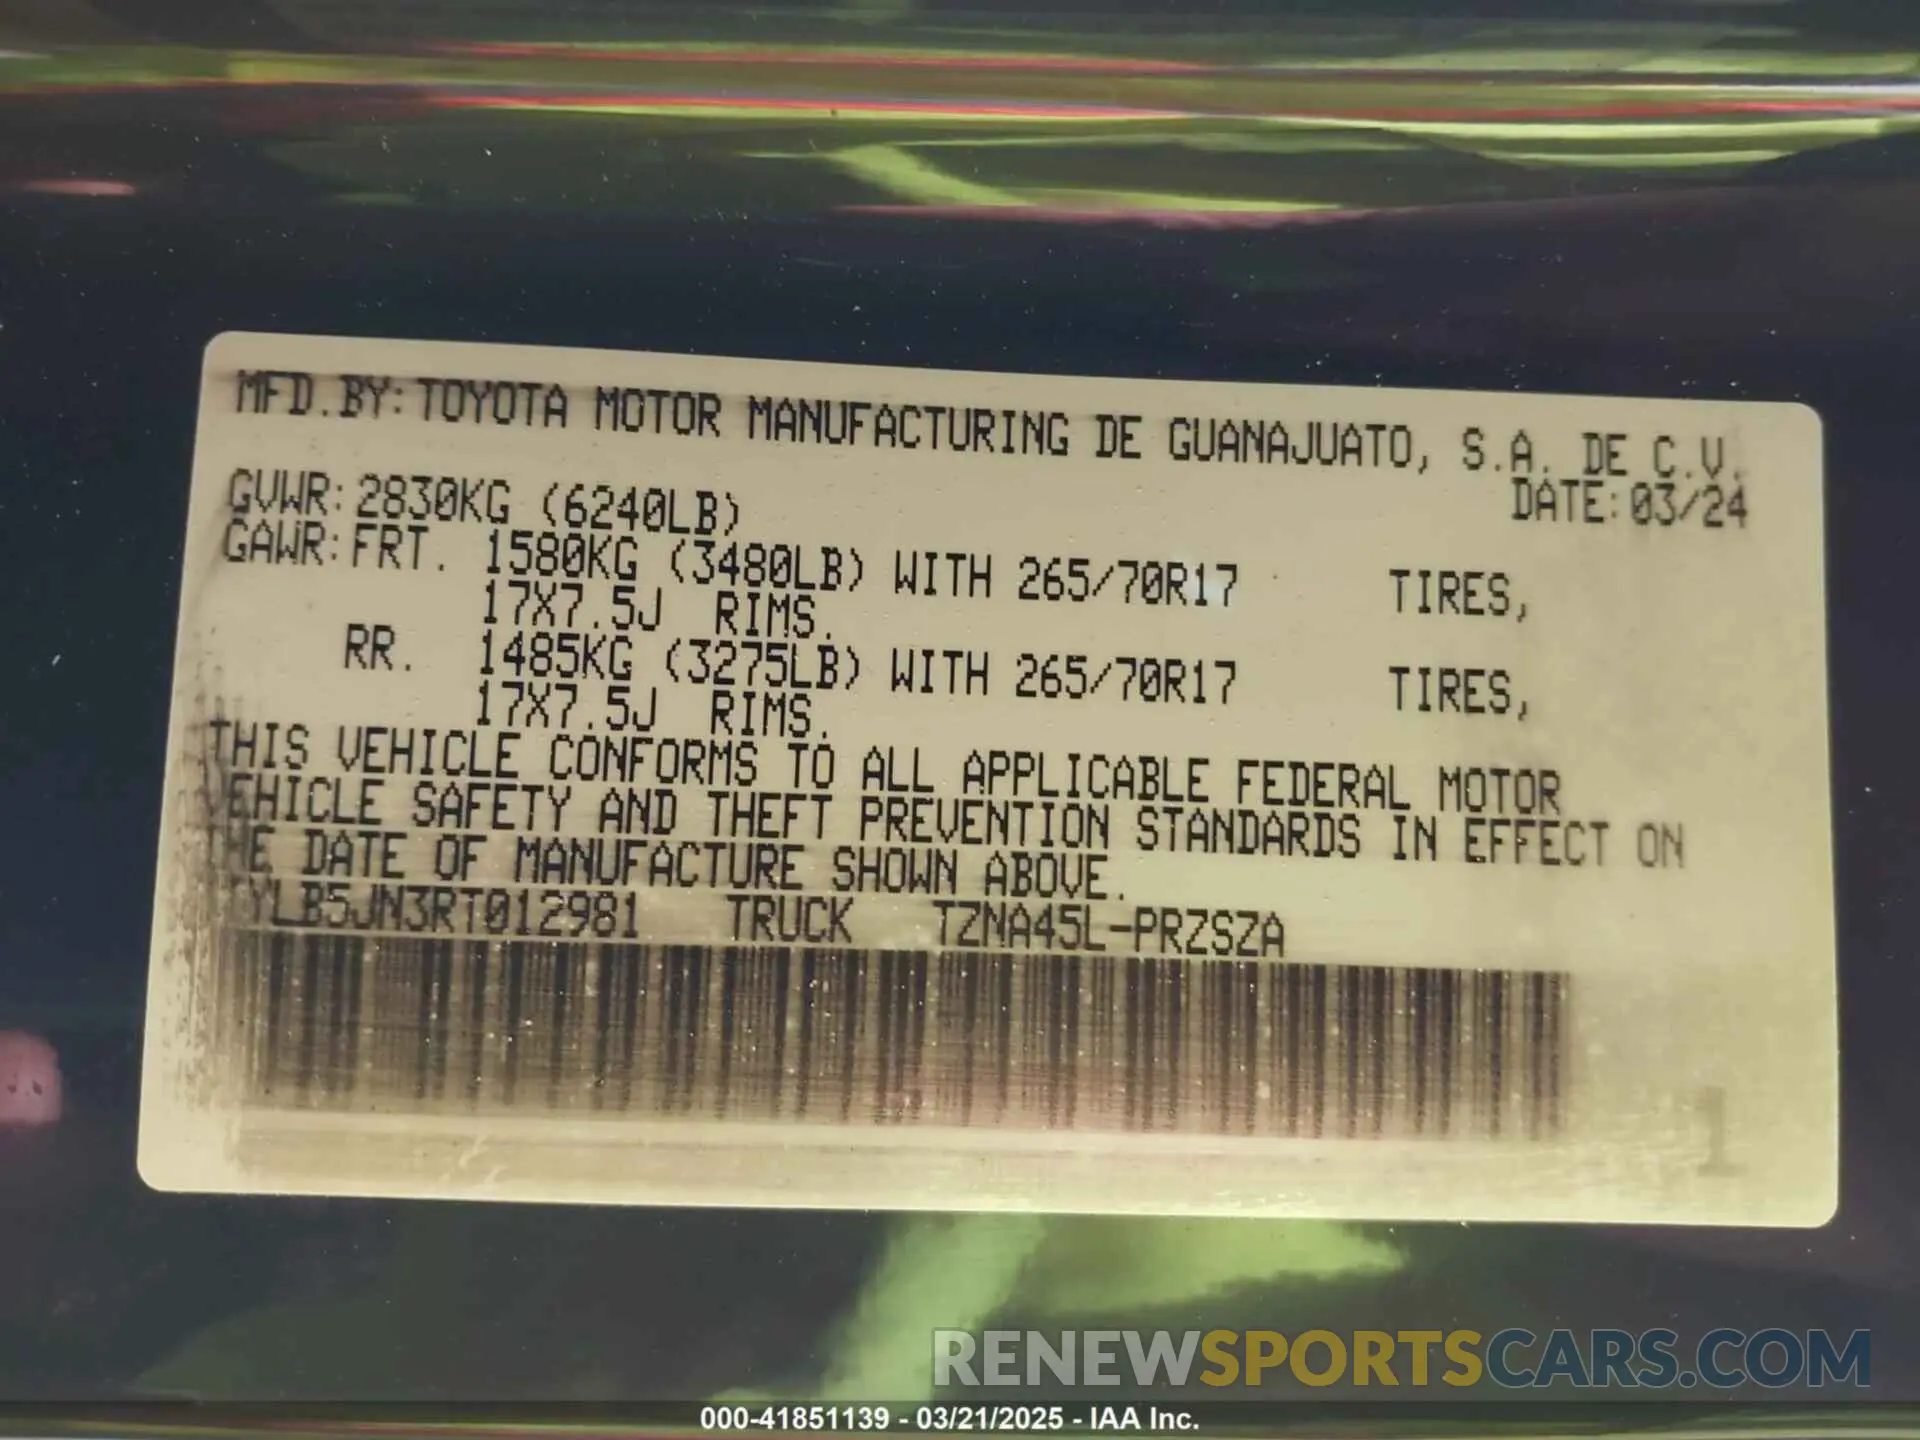 MFD.BY:TOYOTA MOTOR MANUFACTURING DE GUANAJUATO, S.A. DE C.V.
GVWR:2830KG (6240LB) DATE:03/24
GAWR:FRT. 1580KG (3480LB) WITH 265/70R17 TIRES,
17X7.5J RIMS.
RR. 1485KG (3275LB) WITH 265/70R17 TIRES,
17X7.5J RIMS.
THIS VEHICLE CONFORMS TO ALL APPLICABLE FEDERAL MOTOR
VEHICLE SAFETY AND THEFT PREVENTION STANDARDS IN EFFECT ON
THE DATE OF MANUFACTURE SHOWN ABOVE.
TRUCK TZNA45L-PRZSZA
1
RENEWSPORTSCARS.COM
000-41851139 - 03/21/2025 - IAA Inc.